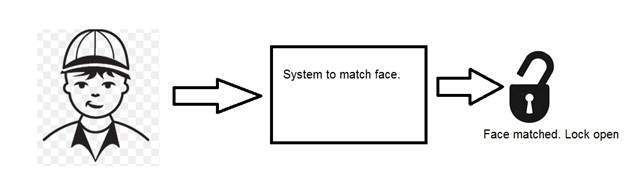 System to match face.
Face matched. Lock open